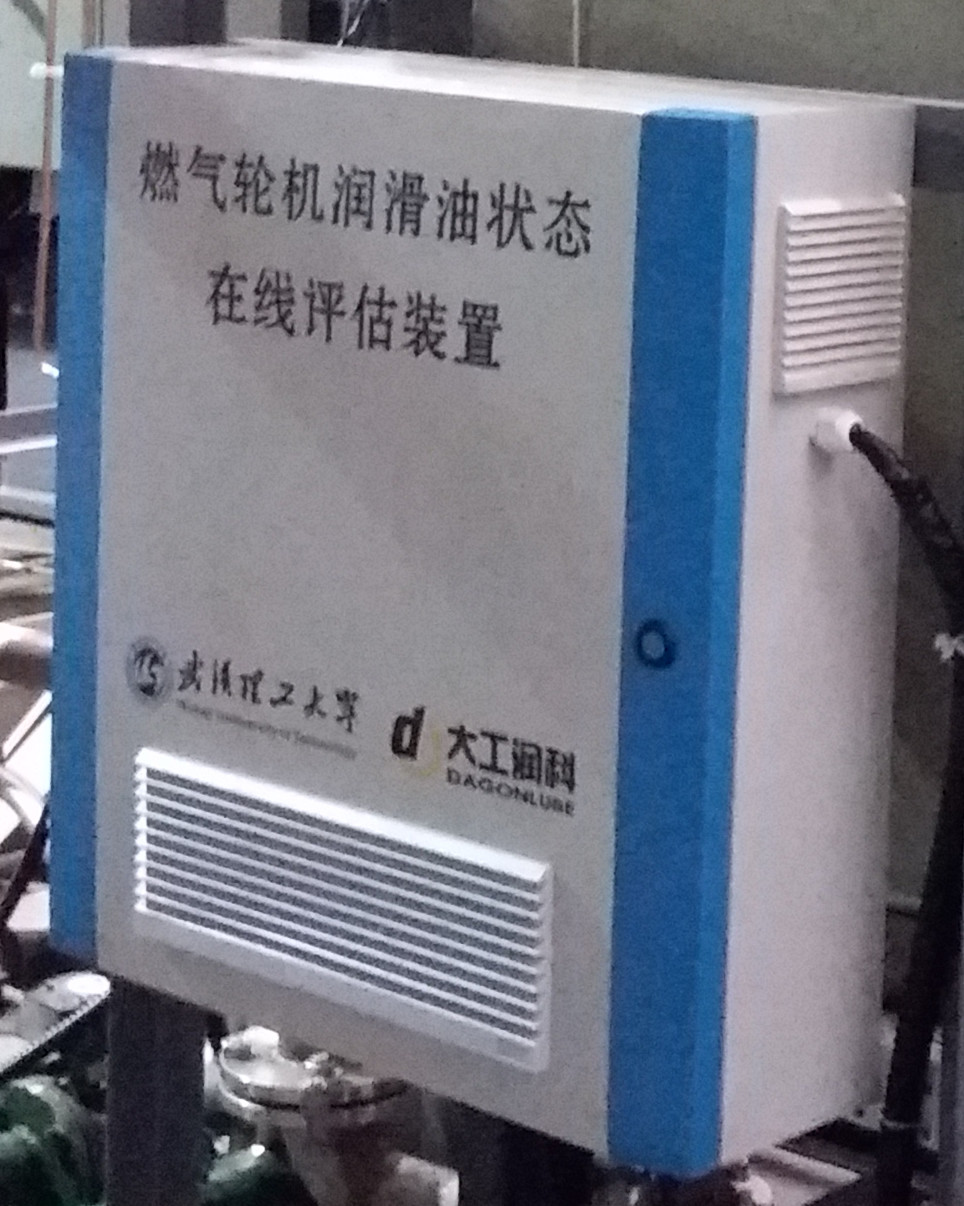 燃气轮机润滑油状态
在线评估装置
武汉理工大学
大工润科
DAGONLUBE